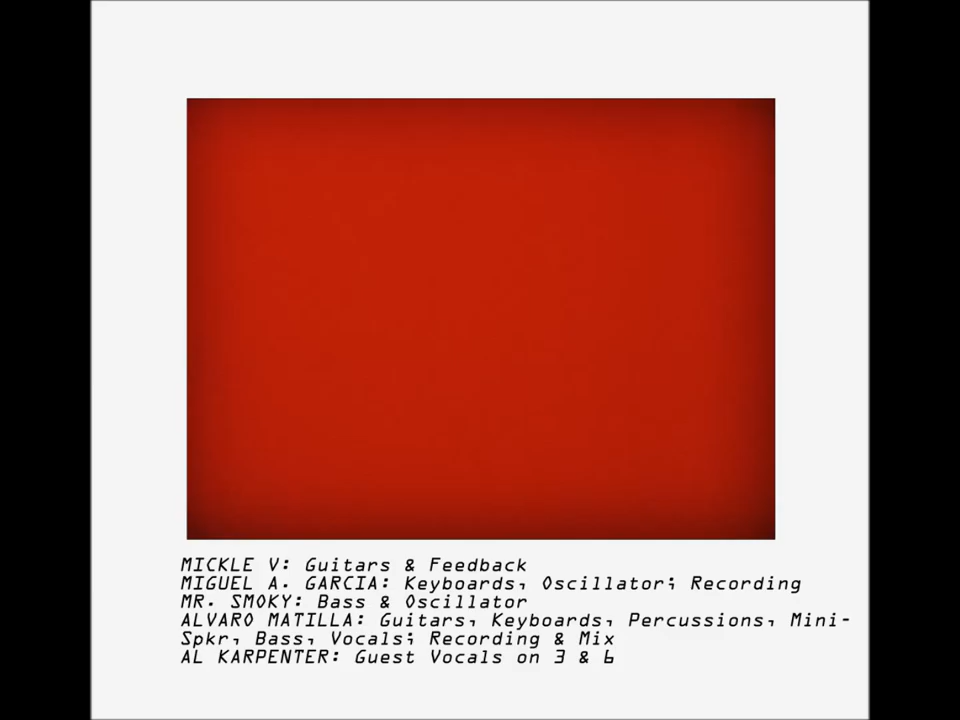 MICKLE V: Guitars & Feedback
MIGUEL A. GARCIA: Keyboards, Oscillator; Recording
MR. SMOKY: Bass & Oscillator
ALVARO MATILLA: Guitars, Keyboards, Percussions, Mini-
Spkr, Bass, Vocals; Recording & Mix
AL KARPENTER: Guest Vocals on 3 & 6